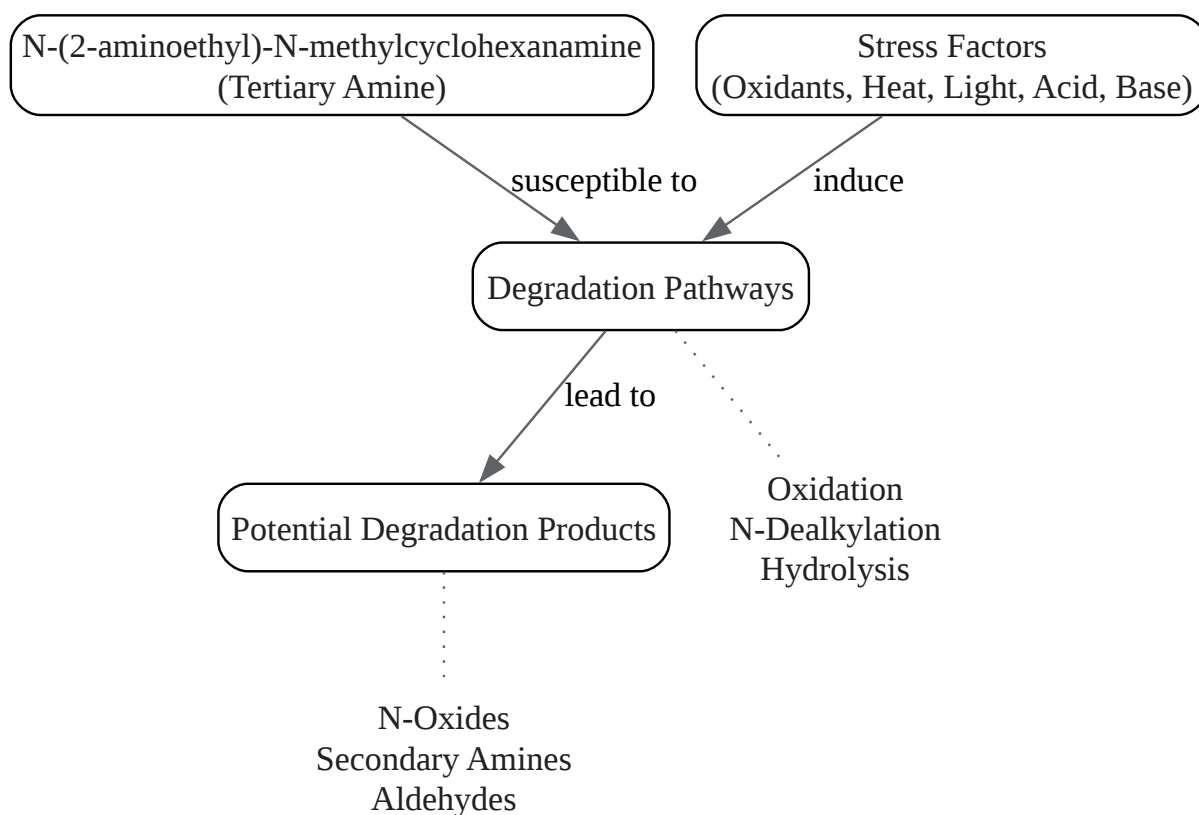 N-(2-aminoethyl)-N-methylcyclohexanamine
(Tertiary Amine)
Stress Factors
(Oxidants, Heat, Light, Acid, Base)
susceptible to
induce
Degradation Pathways
lead to
Potential Degradation Products
Oxidation
N-Dealkylation
Hydrolysis
N-Oxides
Secondary Amines
Aldehydes